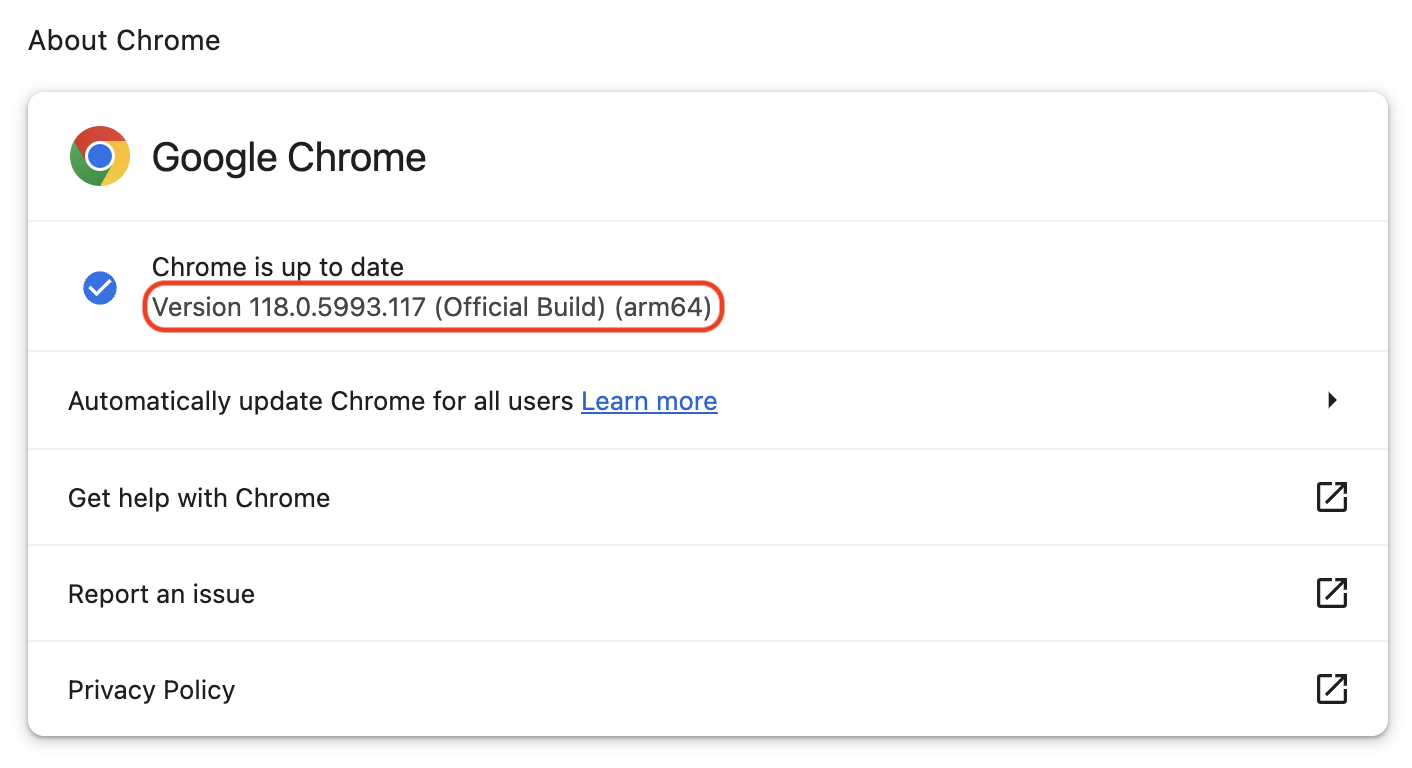 About Chrome
Google Chrome
Chrome is up to date
Version 118.0.5993.117 (Official Build) (arm64)
Automatically update Chrome for all users Learn more
Get help with Chrome
Report an issue
Privacy Policy